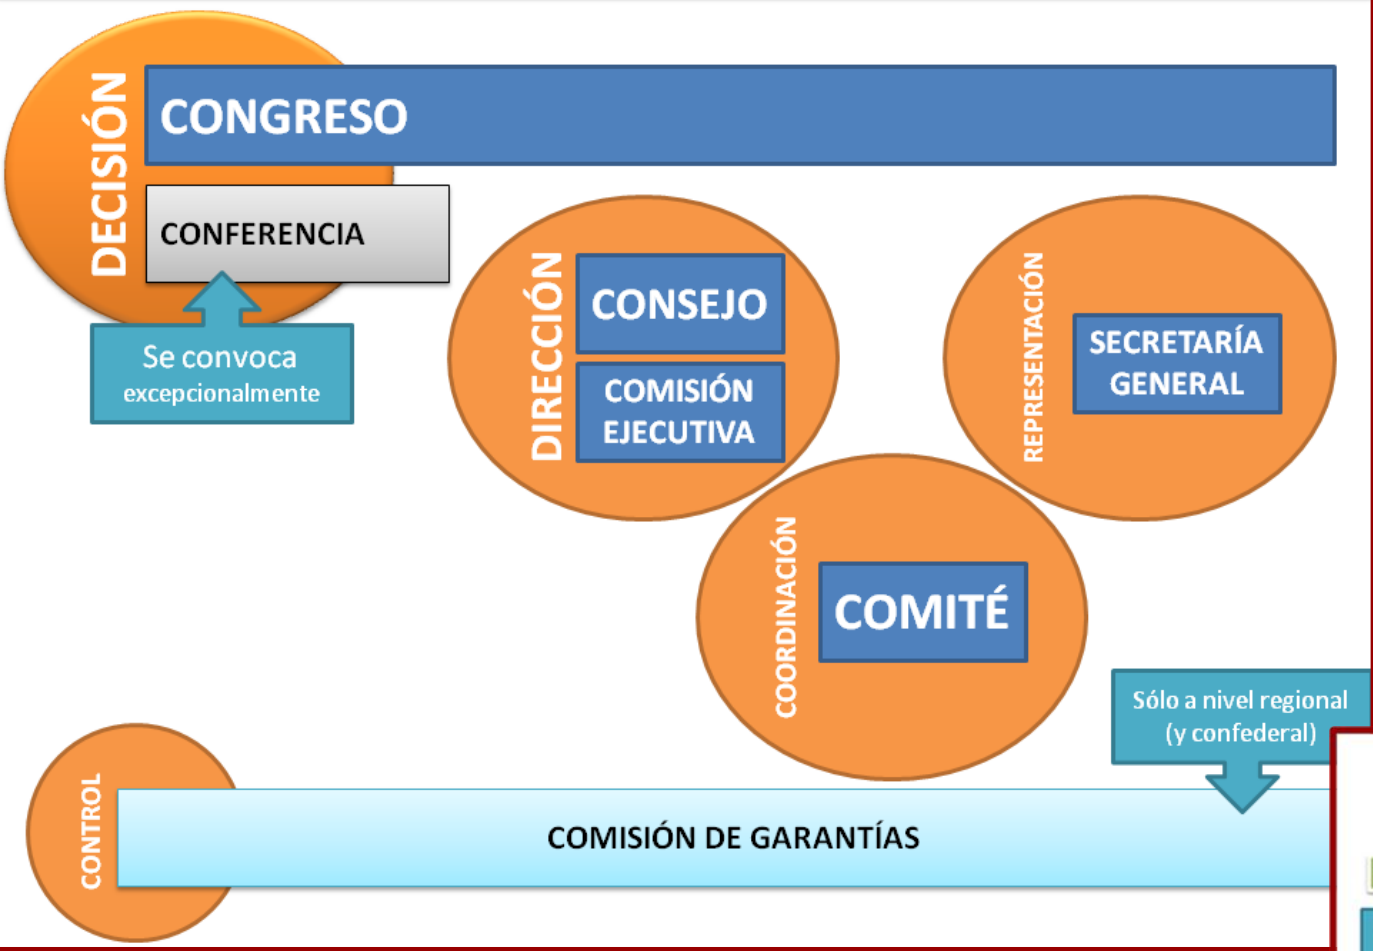 DECISIÓN
CONGRESO
CONFERENCIA
Se convoca
excepcionalmente
DIRECCIÓN
CONSEJO
COMISIÓN
EJECUTIVA
REPRESENTACIÓN
SECRETARÍA
GENERAL
COORDINACIÓN
COMITÉ
Sólo a nivel regional
(y confederal)
CONTROL
COMISIÓN DE GARANTÍAS